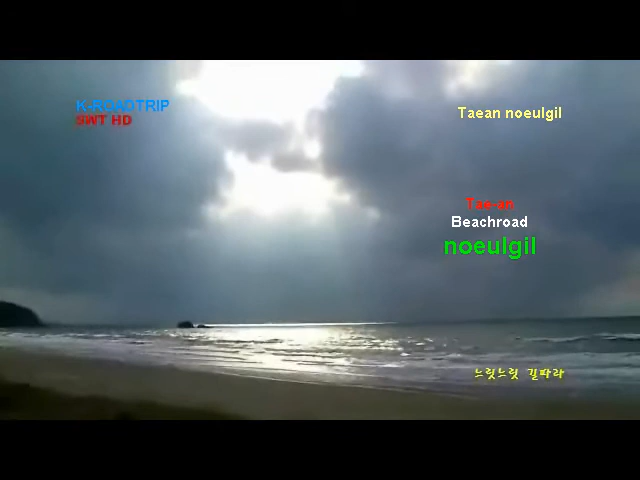 K-ROADTRIP
SWT HD
Taean noeulgil
Tae-an
Beachroad
noeulgil
느릿느릿 길따라